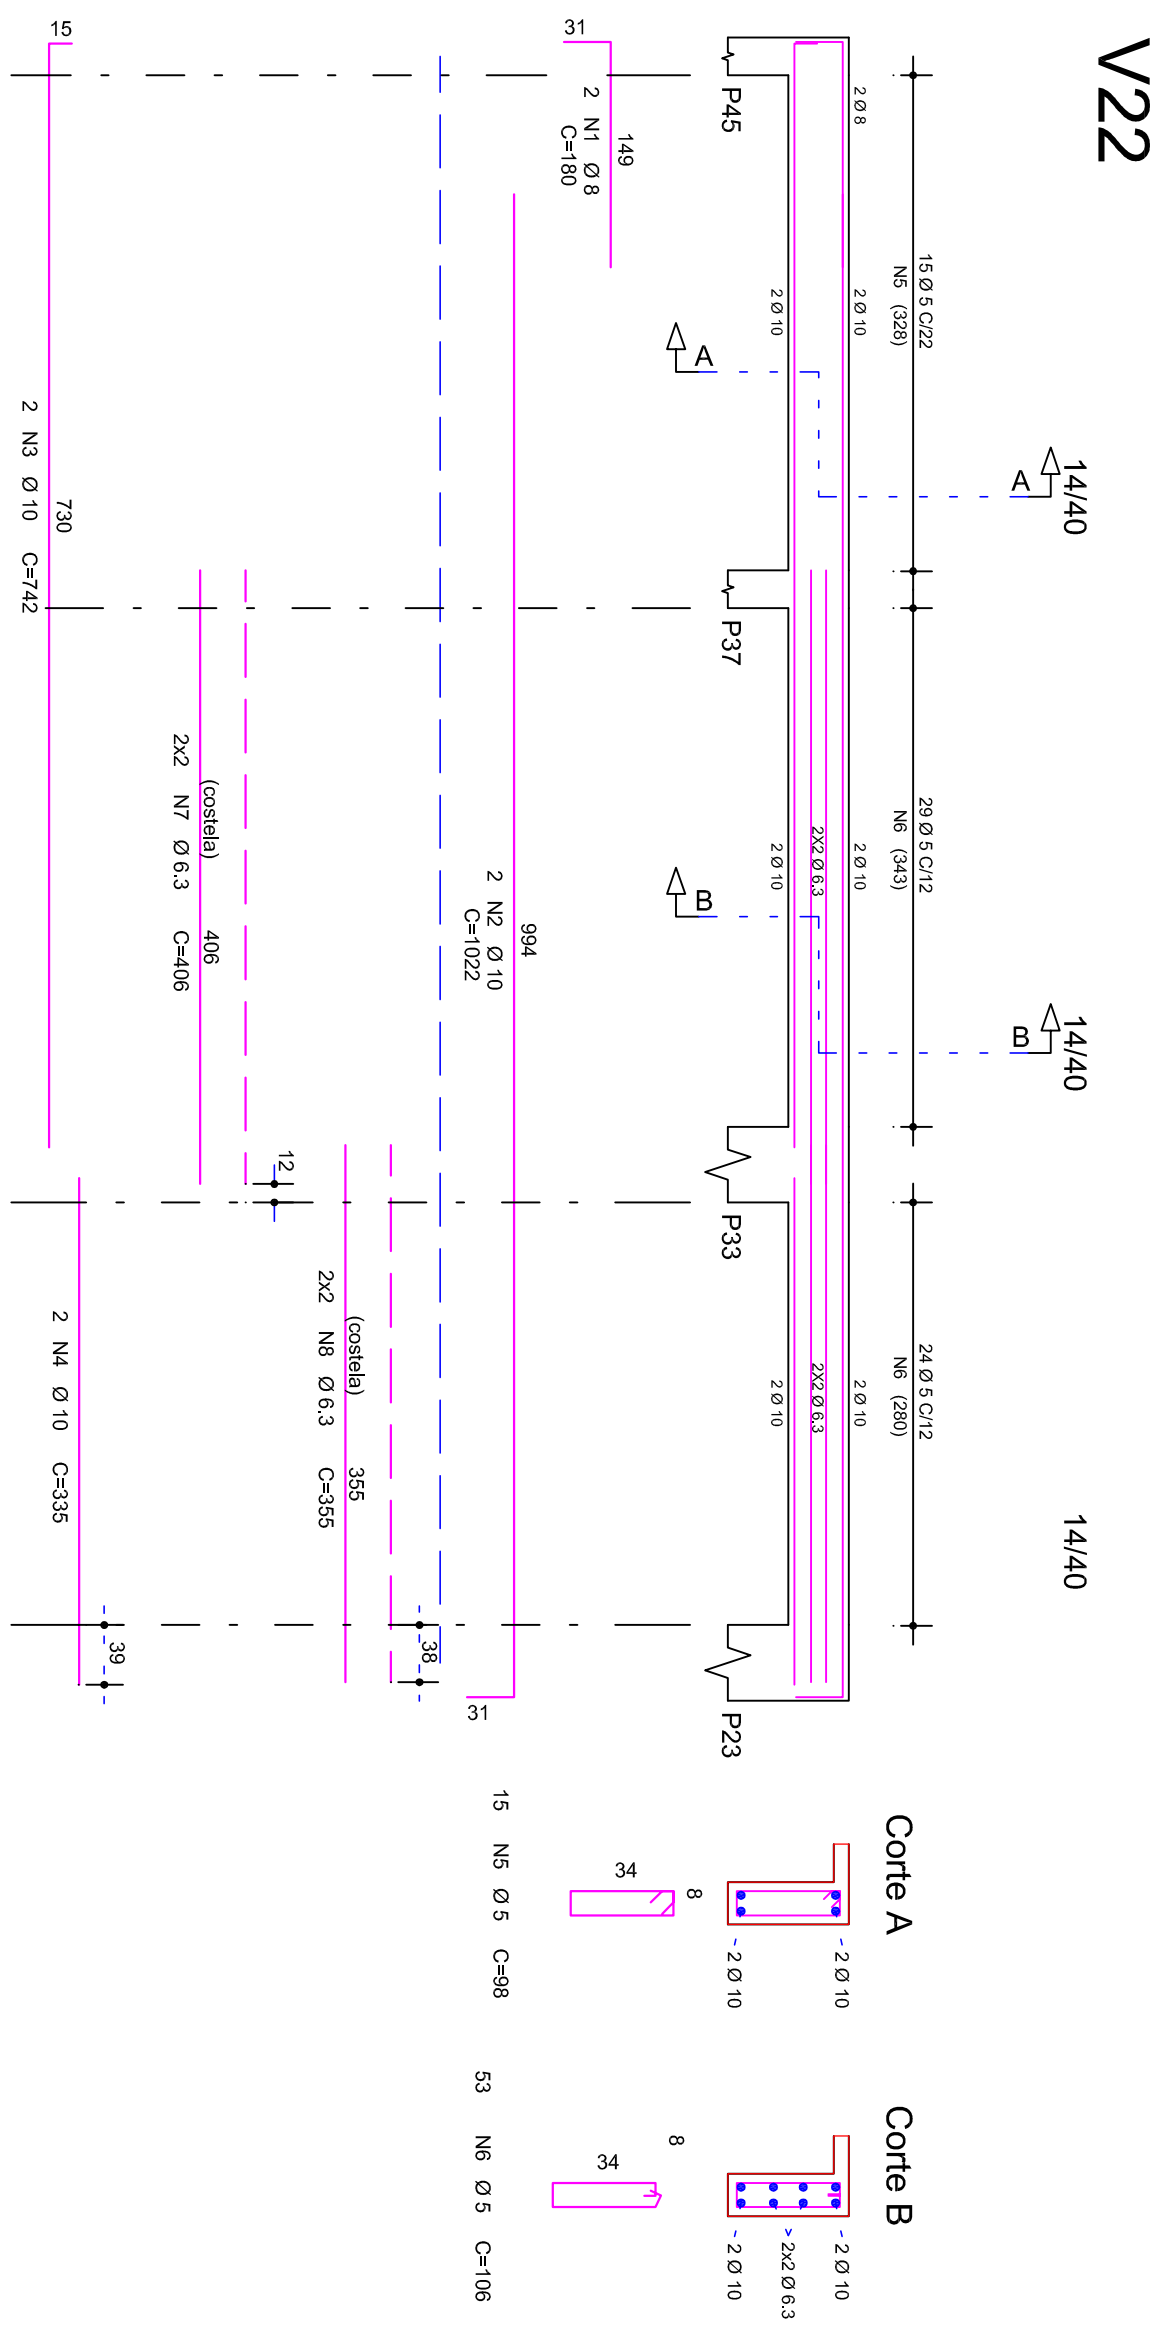 V22
14/40
14/40
14/40
A
B
15 Ø 5 C/22
N5 (328)
29 Ø 5 C/12
N6 (343)
24 Ø 5 C/12
N6 (280)
2 Ø 8
2 Ø 10
2 Ø 10
2 Ø 10
2X2 Ø 6.3
2X2 Ø 6.3
2 Ø 10
2 Ø 10
2 Ø 10
A
B
P45
P37
P33
P23
31
149
2 N1 Ø 8
C=180
994
2 N2 Ø 10
C=1022
31
38
(costela)
355
2x2 N8 Ø 6.3 C=355
12
(costela)
406
2x2 N7 Ø 6.3 C=406
39
15
730
2 N3 Ø 10 C=742
2 N4 Ø 10 C=335
Corte A
2 Ø 10
2 Ø 10
8
34
15 N5 Ø 5 C=98
Corte B
2 Ø 10
2x2 Ø 6.3
2 Ø 10
8
34
53 N6 Ø 5 C=106